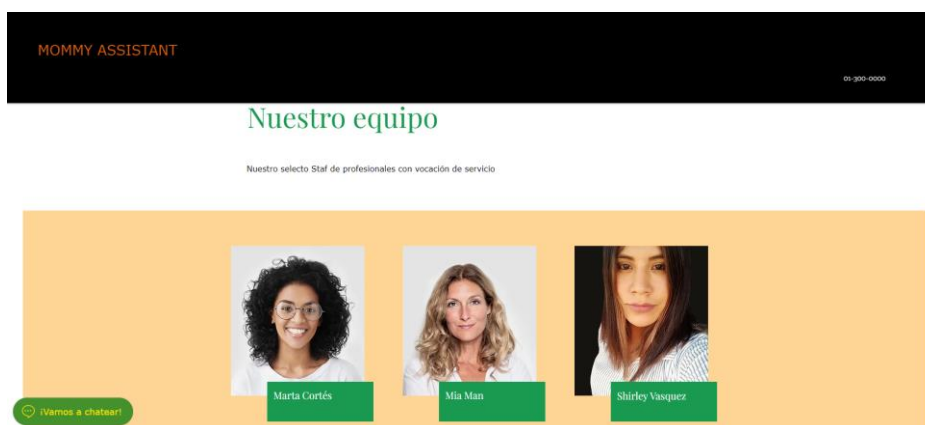 MOMMY ASSISTANT
01-300-0000
Nuestro equipo
Nuestro selecto Staf de profesionales con vocación de servicio
Marta Cortés
Mia Man
Shirley Vasquez
¡Vamos a chatear!